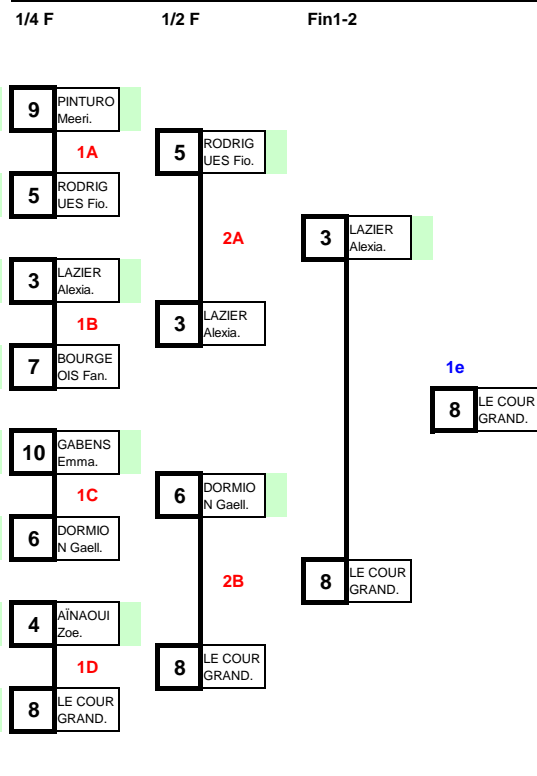 1/4 F
1/2 F
Fin1-2
9
PINTURO
Meeri.
1A
5
RODRIG
UES Fio.
3
LAZIER
Alexia.
1B
7
BOURGE
OIS Fan.
10
GABENS
Emma.
1C
6
DORMIO
N Gaell.
4
AÏNAOUI
Zoe.
1D
8
LE COUR
GRAND.
5
RODRIG
UES Fio.
2A
3
LAZIER
Alexia.
6
DORMIO
N Gaell.
2B
8
LE COUR
GRAND.
3
LAZIER
Alexia.
8
LE COUR
GRAND.
1e
8
LE COUR
GRAND.